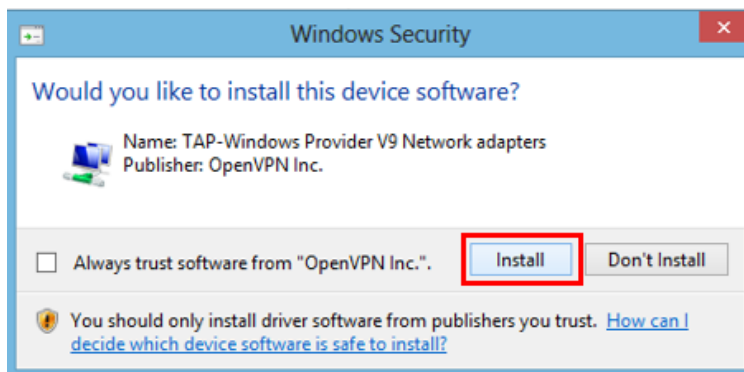 Windows Security
Would you like to install this device software?
Name: TAP-Windows Provider V9 Network adapters
Publisher: OpenVPN Inc.
Always trust software from "OpenVPN Inc.".
Install
Don't Install
You should only install driver software from publishers you trust. How can I
decide which device software is safe to install?